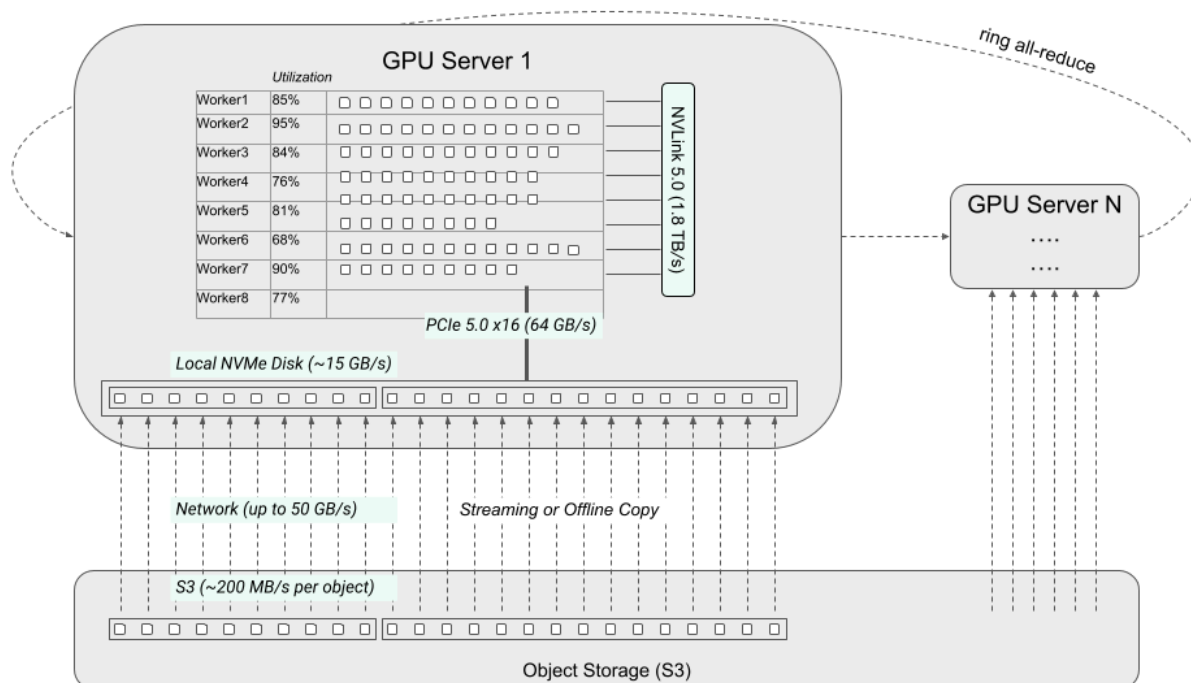 ring all-reduce
GPU Server 1
Utilization
Worker1 85%
Worker2 95%
Worker3 84%
Worker4 76%
Worker5 81%
Worker6 68%
Worker7 90%
Worker8 77%
NVLink 5.0 (1.8 TB/s)
GPU Server N
....
....
PCIe 5.0 x16 (64 GB/s)
Local NVMe Disk (~15 GB/s)
Network (up to 50 GB/s)
Streaming or Offline Copy
S3 (~200 MB/s per object)
Object Storage (S3)